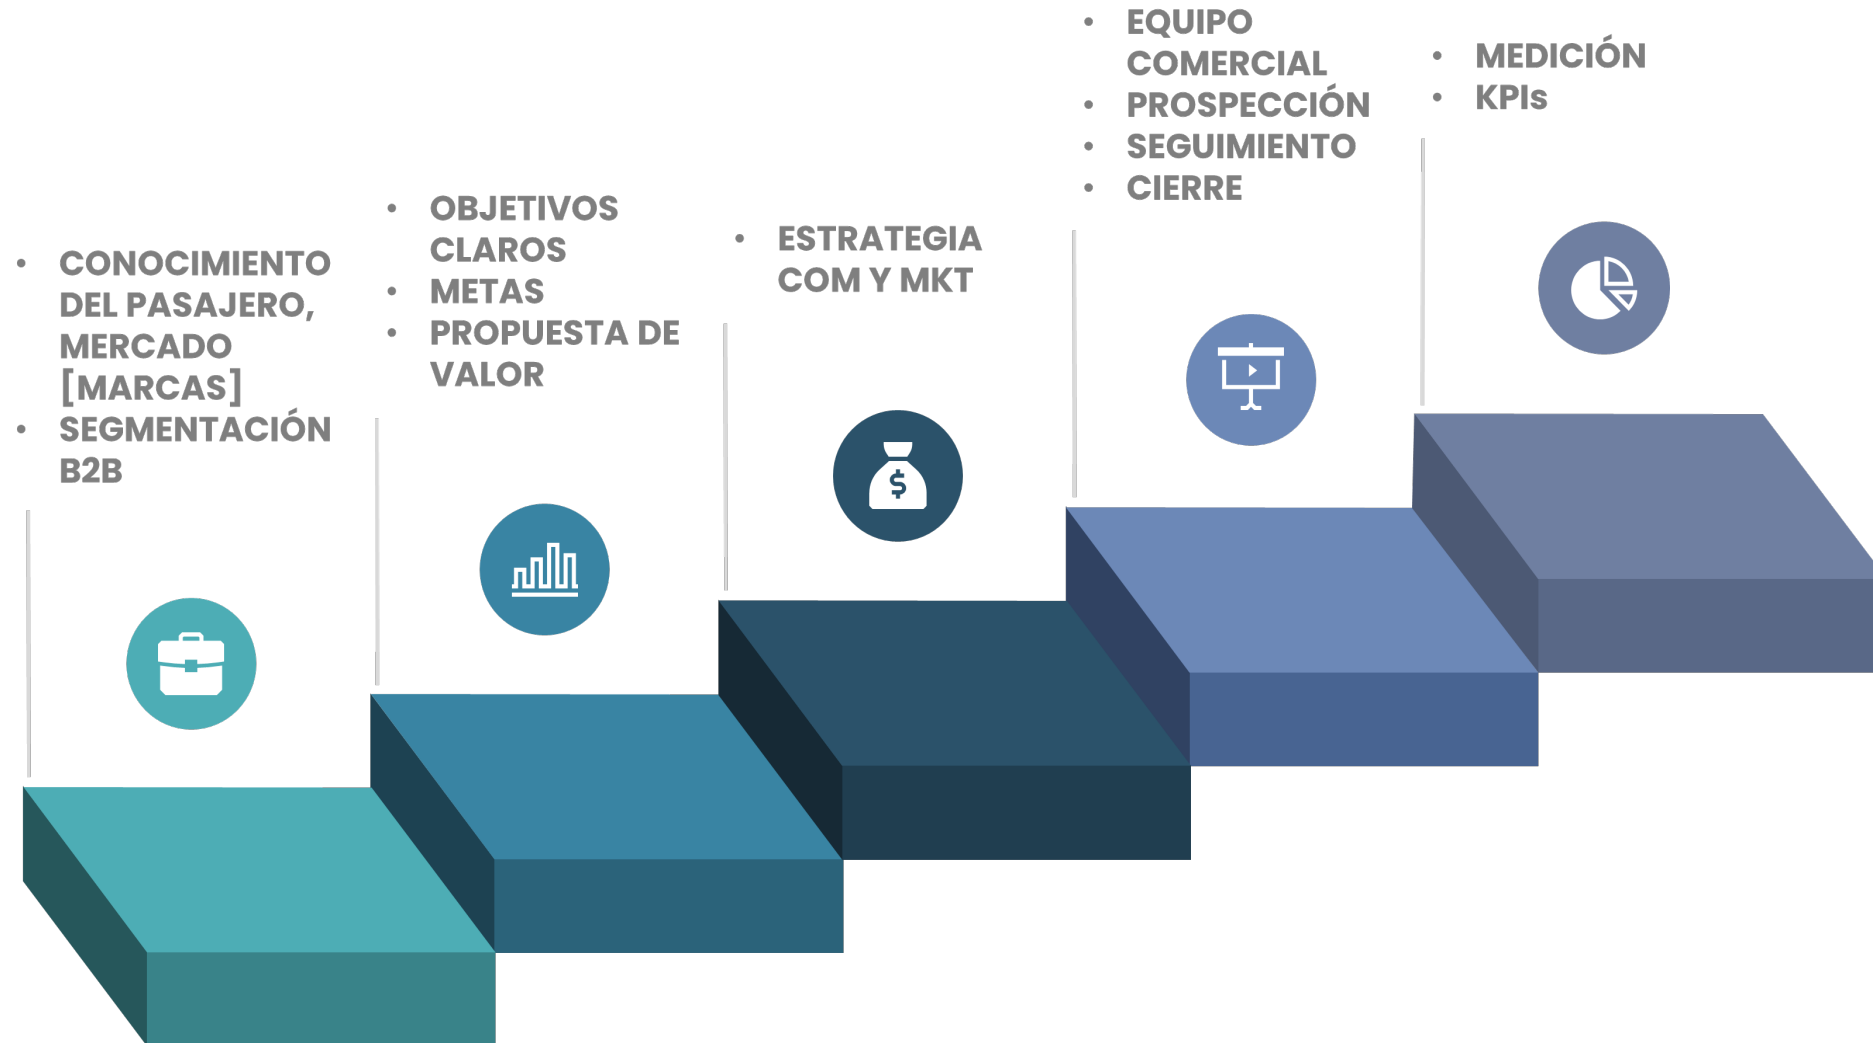 • CONOCIMIENTO
DEL PASAJERO,
MERCADO
[MARCAS]
• SEGMENTACIÓN
B2B
• OBJETIVOS
CLAROS
• METAS
• PROPUESTA DE
VALOR
• ESTRATEGIA
COM Y MKT
• EQUIPO
COMERCIAL
• PROSPECCIÓN
• SEGUIMIENTO
• CIERRE
• MEDICIÓN
• KPIs
$